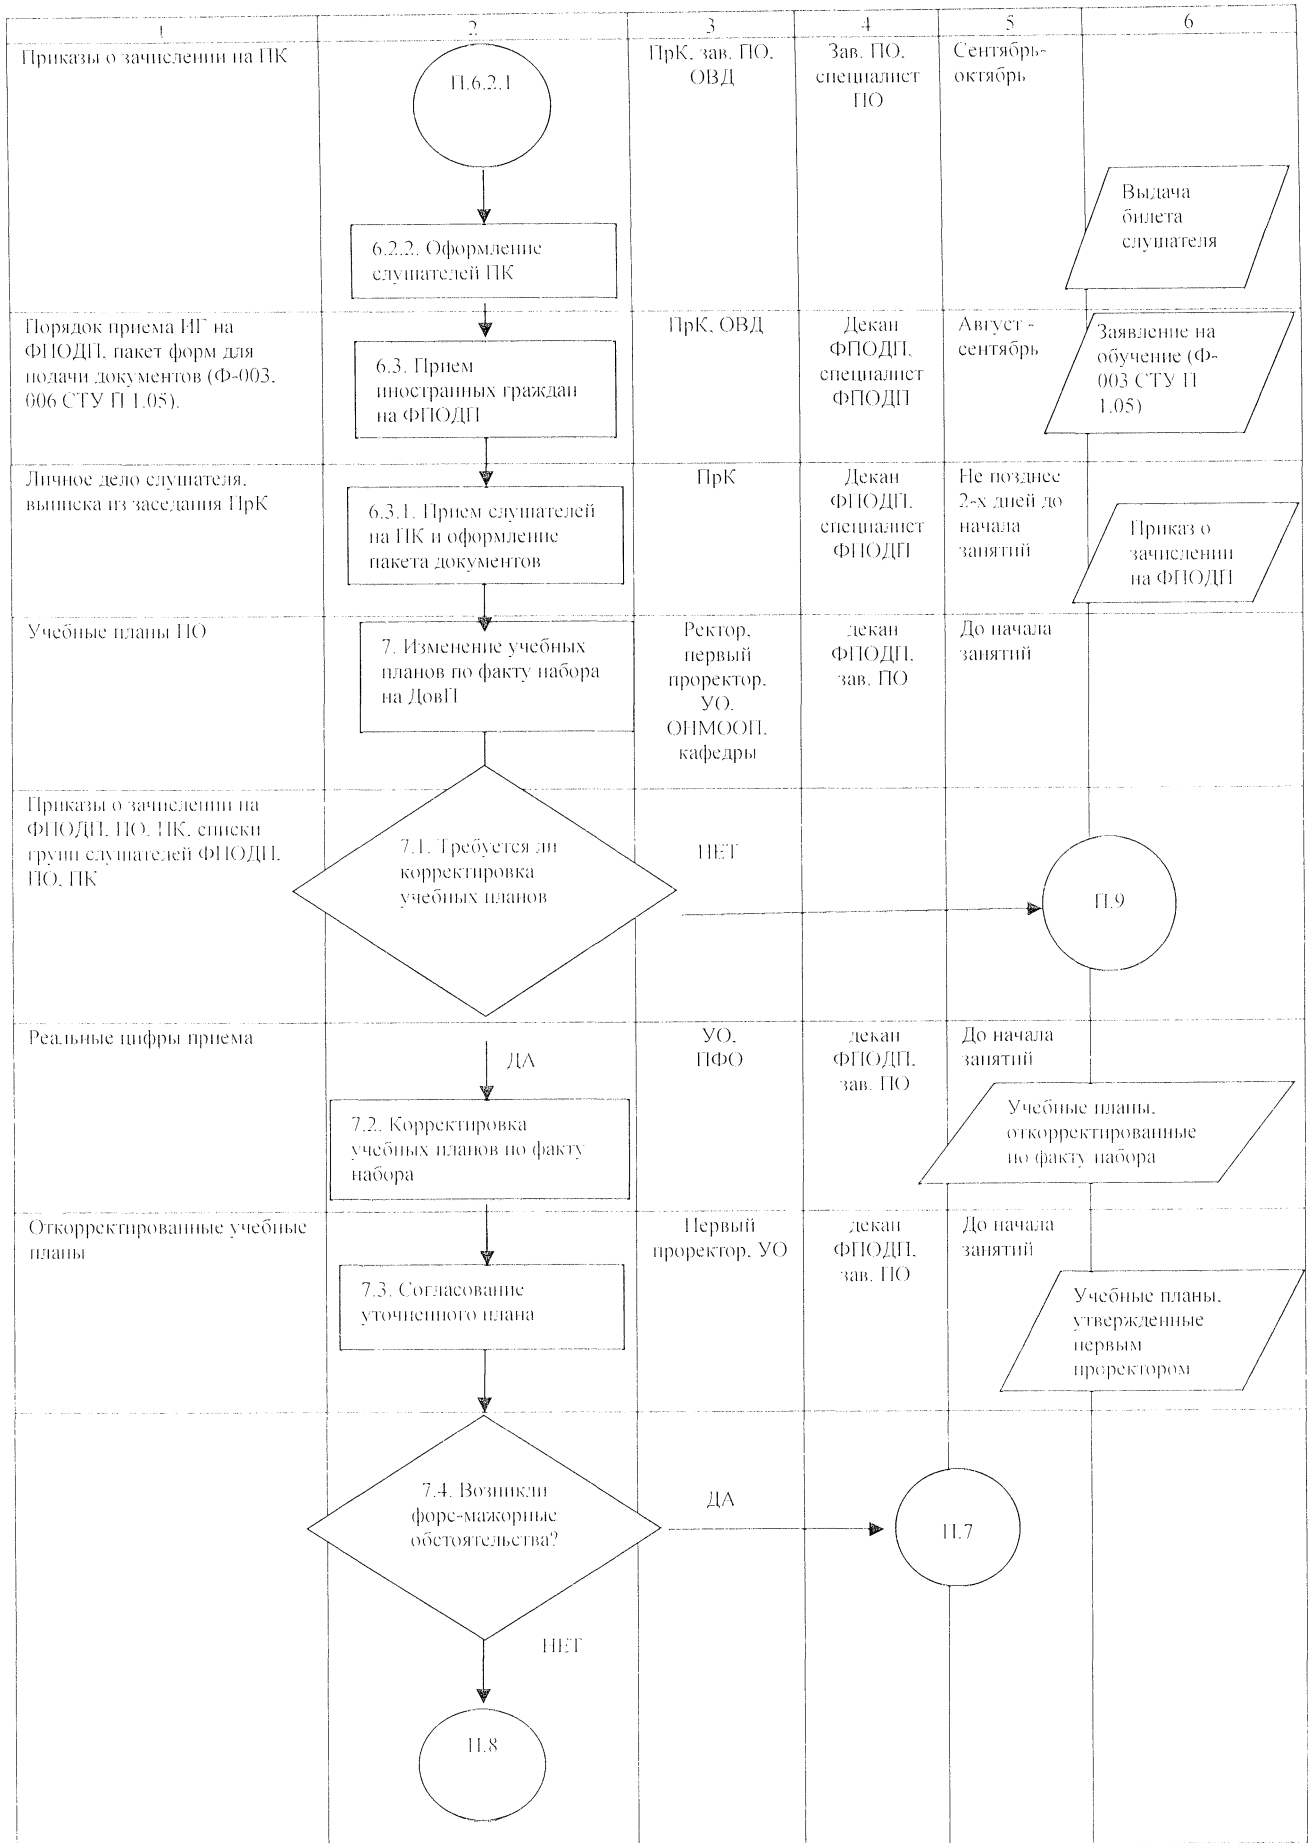 1 2 3 4 5 6
Приказы о зачислении на ПК
П.6.2.1
ПрК, зав. ПО,
ОВД
Зав. ПО,
специалист
ПО
Сентябрь-
октябрь
6.2.2. Оформление
слушателей ПК
Выдача
билета
слушателя
Порядок приема ИГ на
ФПОДП, пакет форм для
подачи документов (Ф-003,
006 СТУ П 1.05).
6.3. Прием
иностранных граждан
на ФПОДП
ПрК, ОВД
Декан
ФПОДП,
специалист
ФПОДП
Август -
сентябрь
Заявление на
обучение (Ф-
003 СТУ П
1.05)
Личное дело слушателя,
выписка из заседания ПрК
6.3.1. Прием слушателей
на ПК и оформление
пакета документов
ПрК
Декан
ФПОДП,
специалист
ФПОДП
Не позднее
2-х дней до
начала
занятий
Приказ о
зачислении
на ФПОДП
Учебные планы ПО
7. Изменение учебных
планов по факту набора
на ДовП
Ректор,
первый
проректор,
УО,
ОНМООП,
кафедры
декан
ФПОДП,
зав. ПО
До начала
занятий
Приказы о зачислении на
ФПОДП, ПО, ПК, списки
групп слушателей ФПОДП,
ПО, ПК
7.1. Требуется ли
корректировка
учебных планов
НЕТ
П.9
Реальные цифры приема
ДА
7.2. Корректировка
учебных планов по факту
набора
УО,
ПФО
декан
ФПОДП,
зав. ПО
До начала
занятий
Учебные планы,
откорректированные
по факту набора
Откорректированные учебные
планы
7.3. Согласование
уточненного плана
Первый
проректор, УО
декан
ФПОДП,
зав. ПО
До начала
занятий
Учебные планы,
утвержденные
первым
проректором
7.4. Возникли
форс-мажорные
обстоятельства?
ДА
П.7
НЕТ
П.8